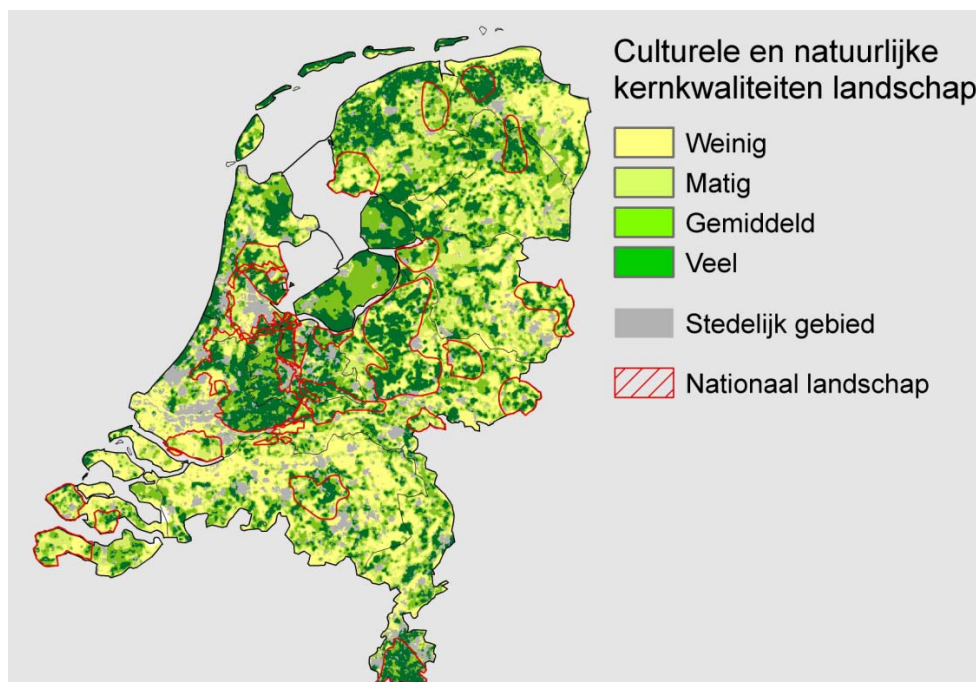 Culturele en natuurlijke
kernkwaliteiten landschap
Weinig
Matig
Gemiddeld
Veel
Stedelijk gebied
Nationaal landschap